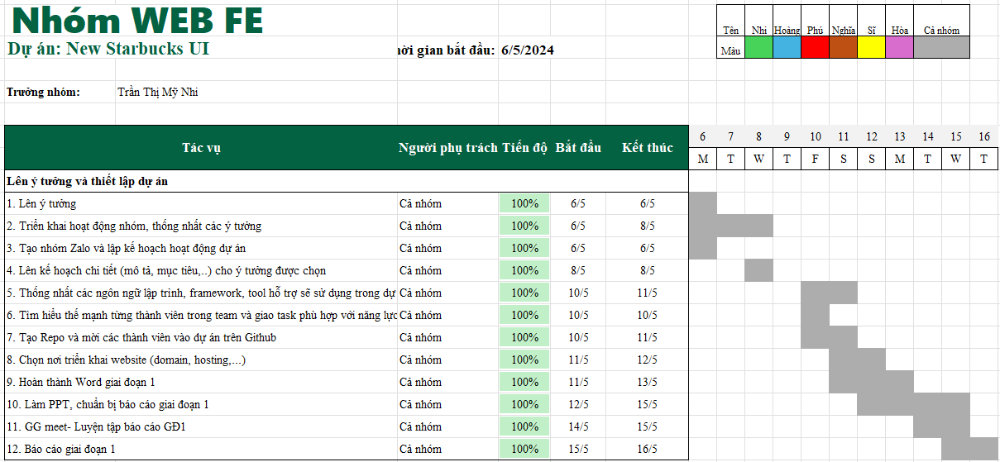 Nhóm WEB FE
Dự án: New Starbucks UI
ời gian bắt đầu: 6/5/2024
Tên Nhi Hoàng Phú Nghĩa Sĩ Hòa Cả nhóm
Màu
Trưởng nhóm: Trần Thị Mỹ Nhi
Tác vụ Người phụ trách Tiến độ Bắt đầu Kết thúc 6 7 8 9 10 11 12 13 14 15 16
M T W T F S S M T W T
Lên ý tưởng và thiết lập dự án
1. Lên ý tưởng Cả nhóm 100% 6/5 6/5
2. Triển khai hoạt động nhóm, thống nhất các ý tưởng Cả nhóm 100% 6/5 8/5
3. Tạo nhóm Zalo và lập kế hoạch hoạt động dự án Cả nhóm 100% 6/5 6/5
4. Lên kế hoạch chi tiết (mô tả, mục tiêu,..) cho ý tưởng được chọn Cả nhóm 100% 8/5 8/5
5. Thống nhất các ngôn ngữ lập trình, framework, tool hỗ trợ sẽ sử dụng trong dự Cả nhóm 100% 10/5 11/5
6. Tìm hiểu thế mạnh từng thành viên trong team và giao task phù hợp với năng lực Cả nhóm 100% 10/5 10/5
7. Tạo Repo và mời các thành viên vào dự án trên Github Cả nhóm 100% 10/5 11/5
8. Chọn nơi triển khai website (domain, hosting,...) Cả nhóm 100% 11/5 12/5
9. Hoàn thành Word giai đoạn 1 Cả nhóm 100% 11/5 13/5
10. Làm PPT, chuẩn bị báo cáo giai đoạn 1 Cả nhóm 100% 12/5 15/5
11. GG meet- Luyện tập báo cáo GĐ1 Cả nhóm 100% 14/5 15/5
12. Báo cáo giai đoạn 1 Cả nhóm 100% 15/5 16/5